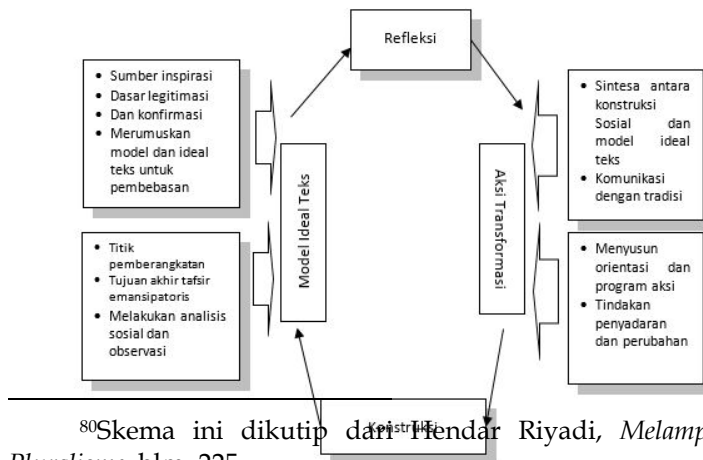 Refleksi
• Sumber inspirasi
• Dasar legitimasi
• Dan konfirmasi
• Merumuskan
model dan ideal
teks untuk
pembebasan
• Sintesa antara
konstruksi
Sosial dan
model ideal
teks
• Komunikasi
dengan tradisi
Model Ideal Teks
Aksi Transformasi
• Titik
pemberangkatan
• Tujuan akhir tafsir
emansipatoris
• Melakukan analisis
sosial dan
observasi
• Menyusun
orientasi dan
program aksi
• Tindakan
penyadaran
dan perubahan
Konstruksi
80Skema ini dikutip dari Hendar Riyadi, Melamp
Pluralisme hlm. 225